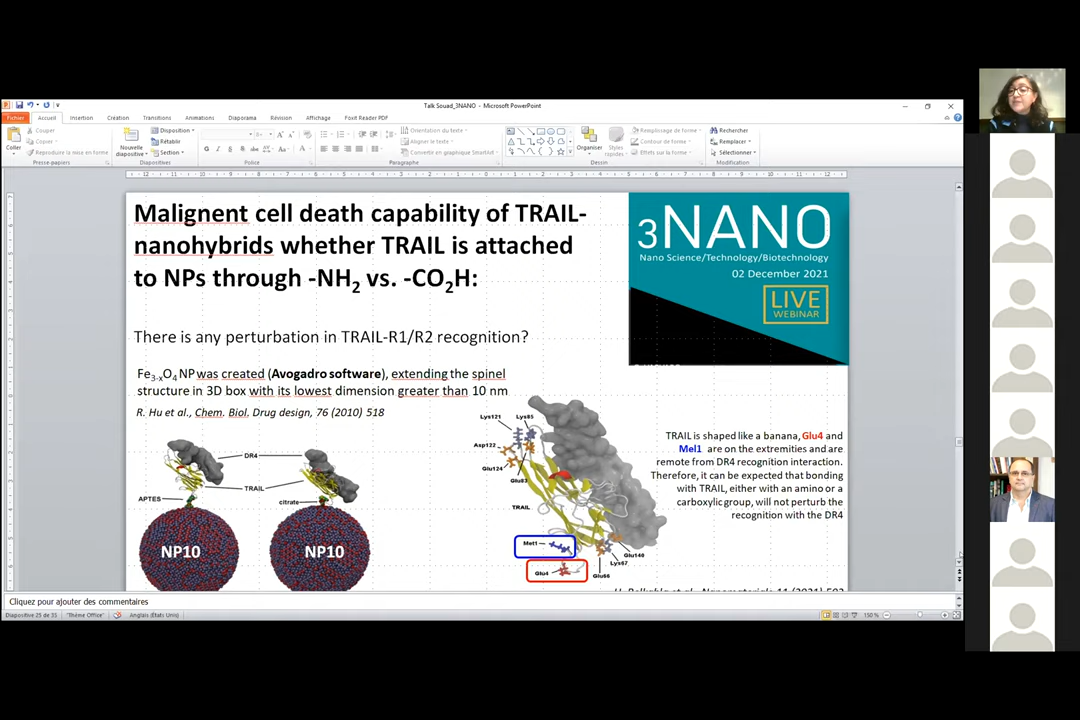 Talk Souad_3NANO - Microsoft PowerPoint
Fichier
Accueil
Insertion
Création
Transitions
Animations
Diaporama
Révision
Affichage
Foxit Reader PDF
Coller
Couper
Copier
Reproduire la mise en forme
Presse-papiers
Nouvelle
diapositive
Disposition
Rétablir
Section
Diapositives
Police
Orientation du texte
Aligner le texte
Convertir en graphique SmartArt
Paragraphe
Organiser
Styles
rapides
Remplissage de forme
Contour de forme
Effets sur la forme
Dessin
Rechercher
Remplacer
Sélectionner
Modification
Malignent cell death capability of TRAIL-
nanohybrids whether TRAIL is attached
to NPs through -NH2 vs. -CO2H:
3NANO
Nano Science/Technology/Biotechnology
02 December 2021
LIVE
WEBINAR
There is any perturbation in TRAIL-R1/R2 recognition?
Fe3-xO4 NP was created (Avogadro software), extending the spinel
structure in 3D box with its lowest dimension greater than 10 nm
R. Hu et al., Chem. Biol. Drug design, 76 (2010) 518
DR4
TRAIL
APTES
citrate
NP10
NP10
Lys121
Lys85
Asp122
Glu124
Glu83
TRAIL
Met1
Glu4
Glu146
Lys67
Glu66
TRAIL is shaped like a banana, Glu4 and
Mel1 are on the extremities and are
remote from DR4 recognition interaction.
Therefore, it can be expected that bonding
with TRAIL, either with an amino or a
carboxylic group, will not perturb the
recognition with the DR4
Cliquez pour ajouter des commentaires
Diapositive 25 de 35
"Thème Office"
Anglais (États-Unis)
150 %